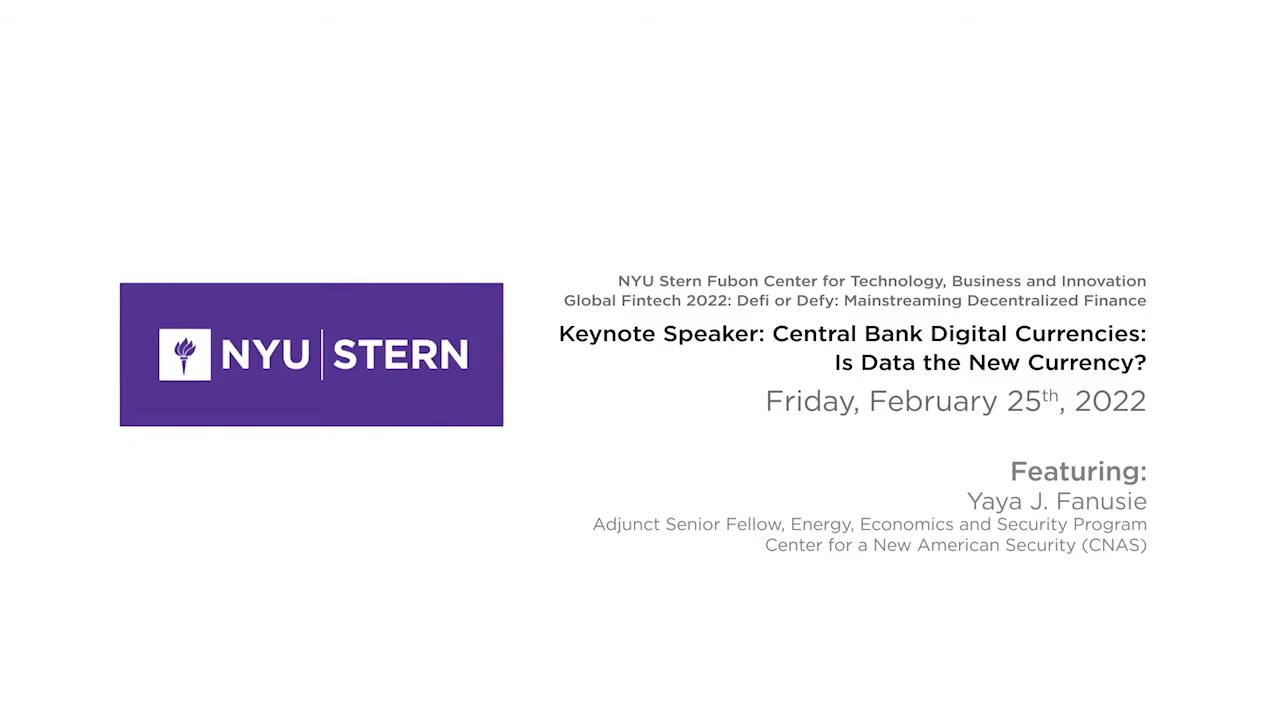 NYU STERN
NYU Stern Fubon Center for Technology, Business and Innovation
Global Fintech 2022: Defi or Defy: Mainstreaming Decentralized Finance
Keynote Speaker: Central Bank Digital Currencies:
Is Data the New Currency?
Friday, February 25th, 2022
Featuring:
Yaya J. Fanusie
Adjunct Senior Fellow, Energy, Economics and Security Program
Center for a New American Security (CNAS)